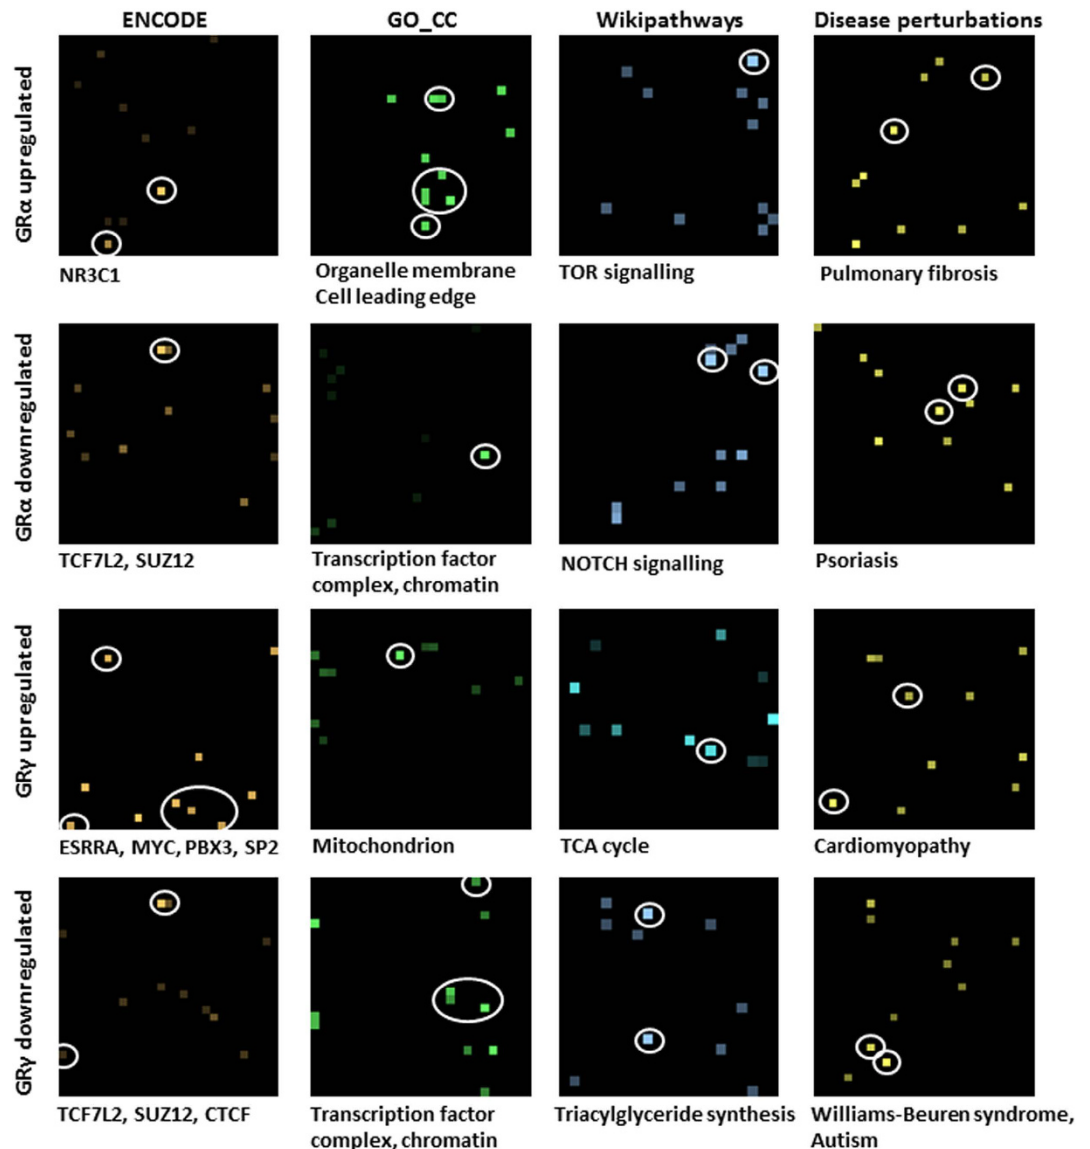 ENCODE GO_CC Wikipathways Disease perturbations
GRα upregulated
NR3C1
Organelle membrane
Cell leading edge
TOR signalling
Pulmonary fibrosis
GRα downregulated
TCF7L2, SUZ12
Transcription factor
complex, chromatin
NOTCH signalling
Psoriasis
GRγ upregulated
ESRRA, MYC, PBX3, SP2
Mitochondrion
TCA cycle
Cardiomyopathy
GRγ downregulated
TCF7L2, SUZ12, CTCF
Transcription factor
complex, chromatin
Triacylglyceride synthesis
Williams-Beuren syndrome,
Autism